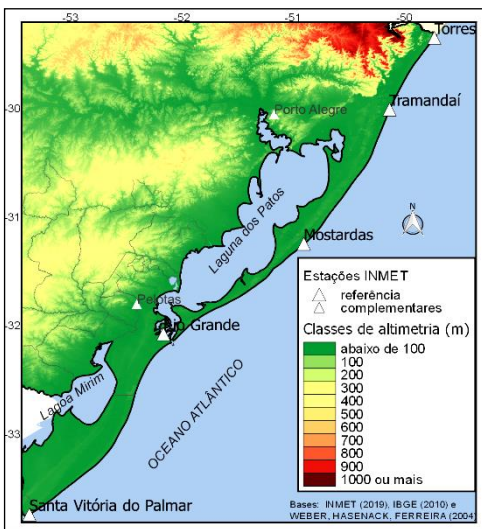 -53
-52
-51
-50
Torres
-30
Porto Alegre
Tramandaí
-31
Laguna dos Patos
Mostardas
N
Pelotas
Grande
-32
Lagoa Mirim
OCEANO ATLÂNTICO
-33
Santa Vitória do Palmar
Estações INMET
referência
complementares
Classes de altimetria (m)
abaixo de 100
100
200
300
400
500
600
700
800
900
1000 ou mais
Bases: INMET (2019), IBGE (2010) e
WEBER, HASENACK, FERREIRA (2004)